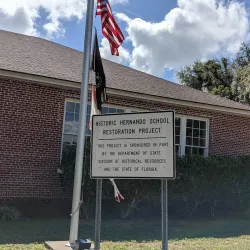 HISTORIC HERNANDO SCHOOL
RESTORATION PROJECT
THIS PROJECT IS SPONSORED IN PART
BY THE DEPARTMENT OF STATE
DIVISION OF HISTORICAL RESOURCES
AND THE STATE OF FLORIDA.